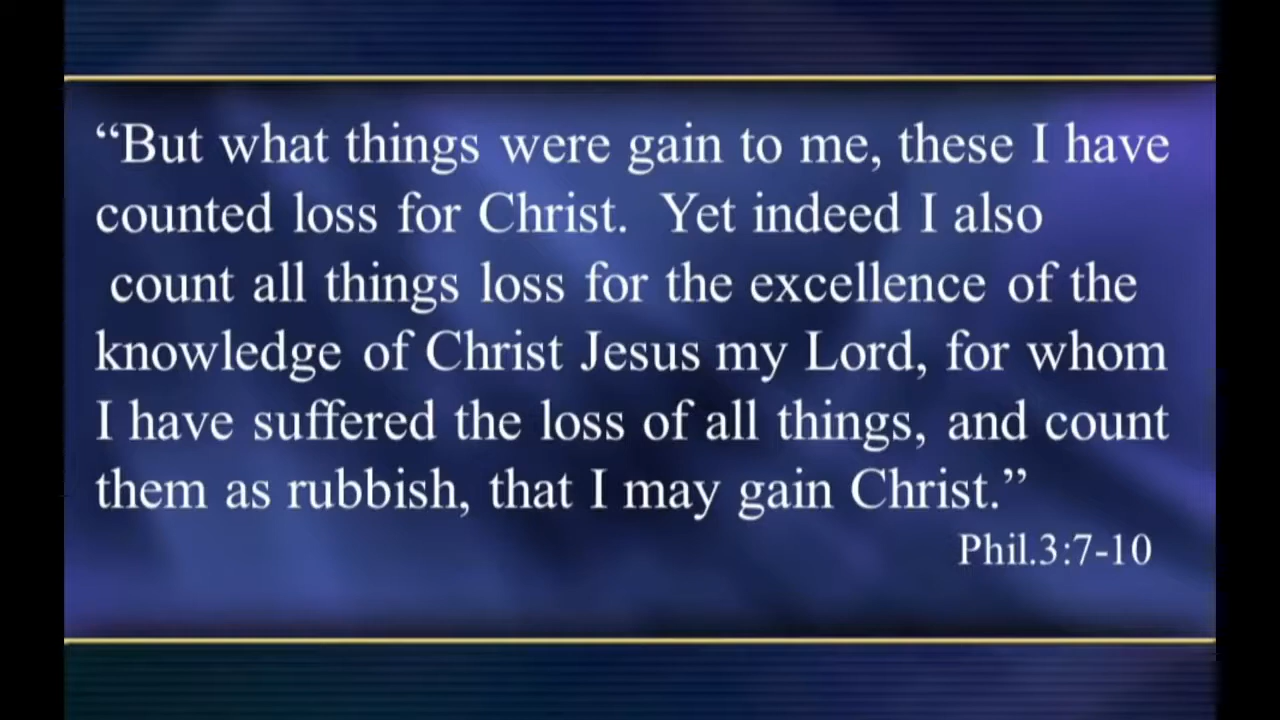 “But what things were gain to me, these I have
counted loss for Christ.  Yet indeed I also
count all things loss for the excellence of the
knowledge of Christ Jesus my Lord, for whom
I have suffered the loss of all things, and count
them as rubbish, that I may gain Christ.”
Phil.3:7-10